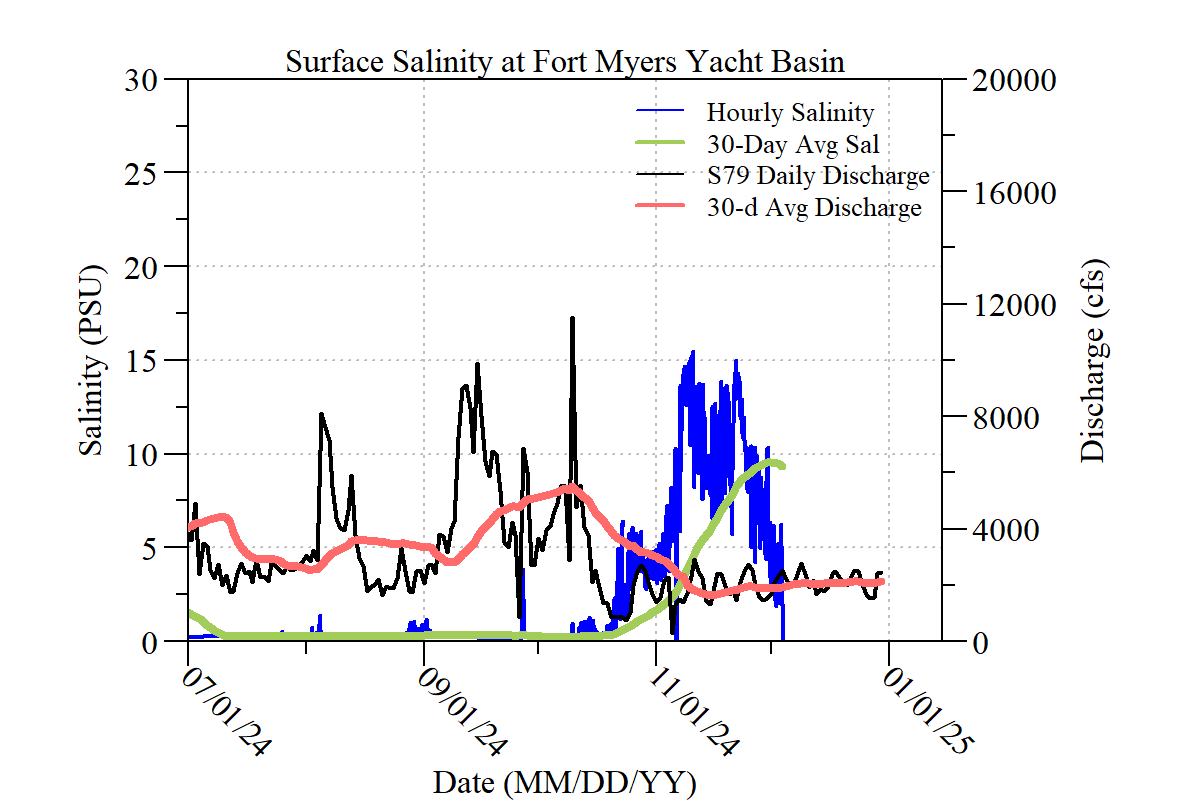 Surface Salinity at Fort Myers Yacht Basin
30
25
20
15
10
5
0
Salinity (PSU)
20000
16000
12000
8000
4000
0
Discharge (cfs)
Hourly Salinity
30-Day Avg Sal
S79 Daily Discharge
30-d Avg Discharge
07/01/24
09/01/24
11/01/24
01/01/25
Date (MM/DD/YY)